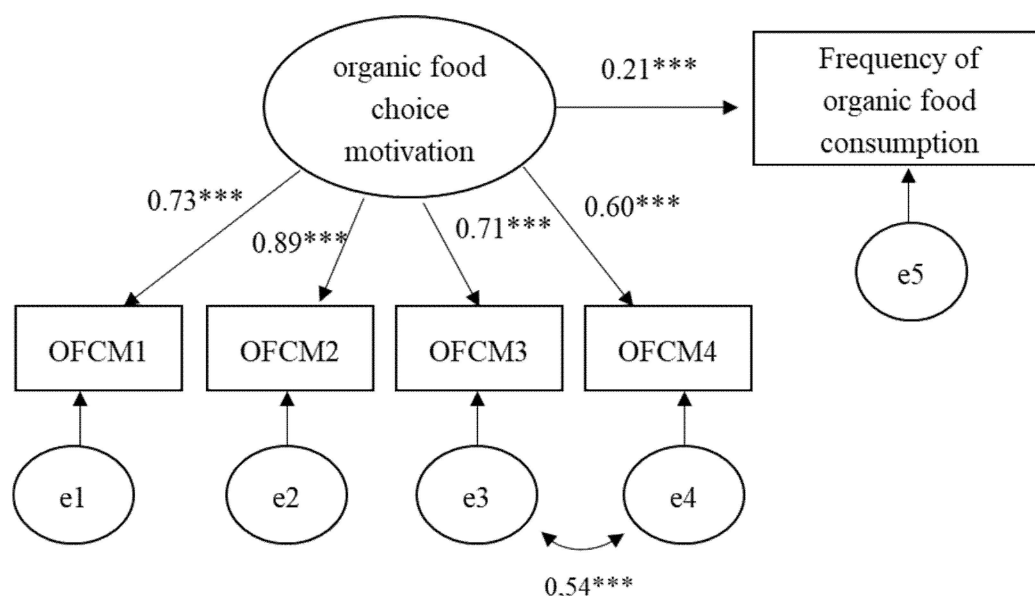 organic food
choice
motivation
0.21***
Frequency of
organic food
consumption
0.73***
0.89***
0.71***
0.60***
e5
OFCM1
OFCM2
OFCM3
OFCM4
e1
e2
e3
e4
0,54***